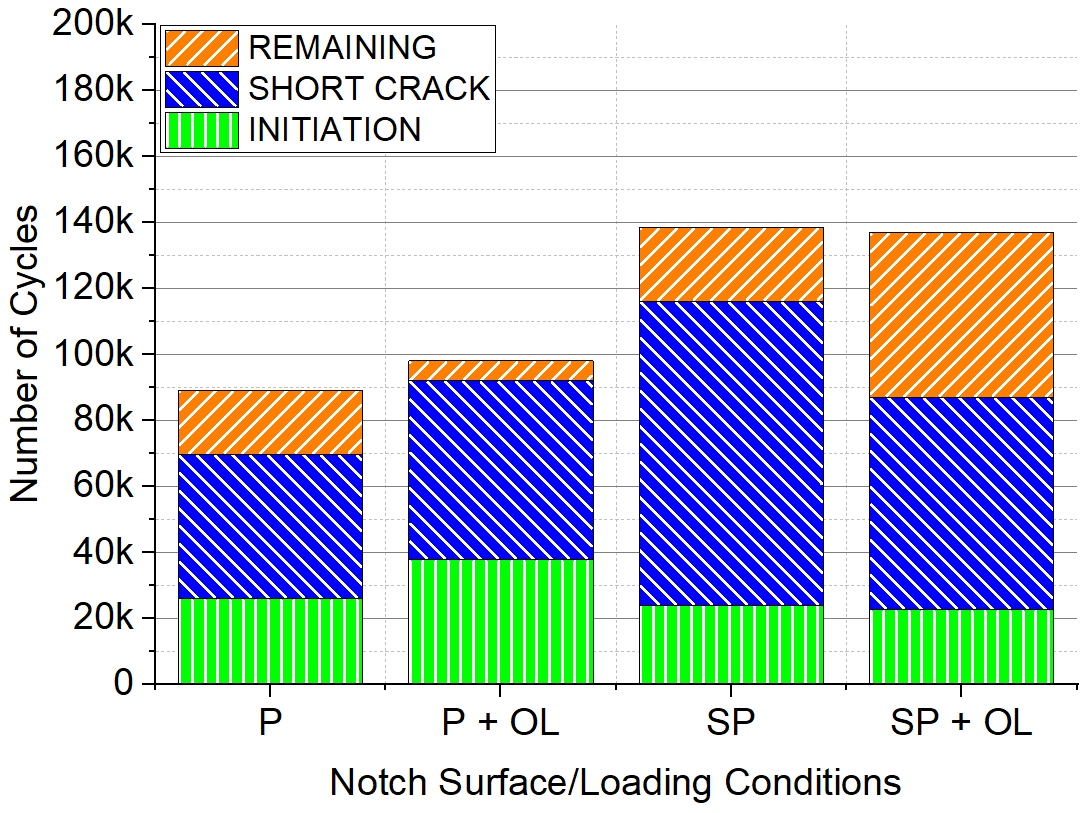 200k
180k
160k
140k
120k
100k
80k
60k
40k
20k
0
Number of Cycles
REMAINING
SHORT CRACK
INITIATION
P
P + OL
SP
SP + OL
Notch Surface/Loading Conditions